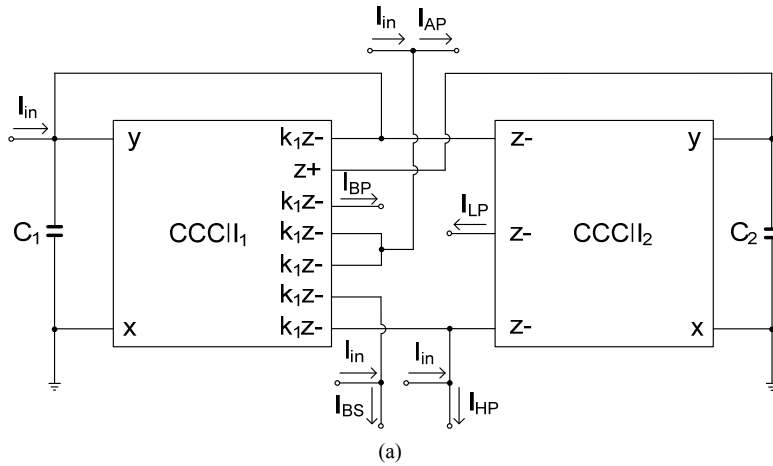 I_in I_AP
I_in
y k₁z- z- y
z+
k₁z- I_BP
I_LP
C₁ CCCII₁ k₁z- z- CCCII₂ C₂
k₁z-
k₁z-
x k₁z- z- x
I_in I_in
I_BS I_HP
(a)